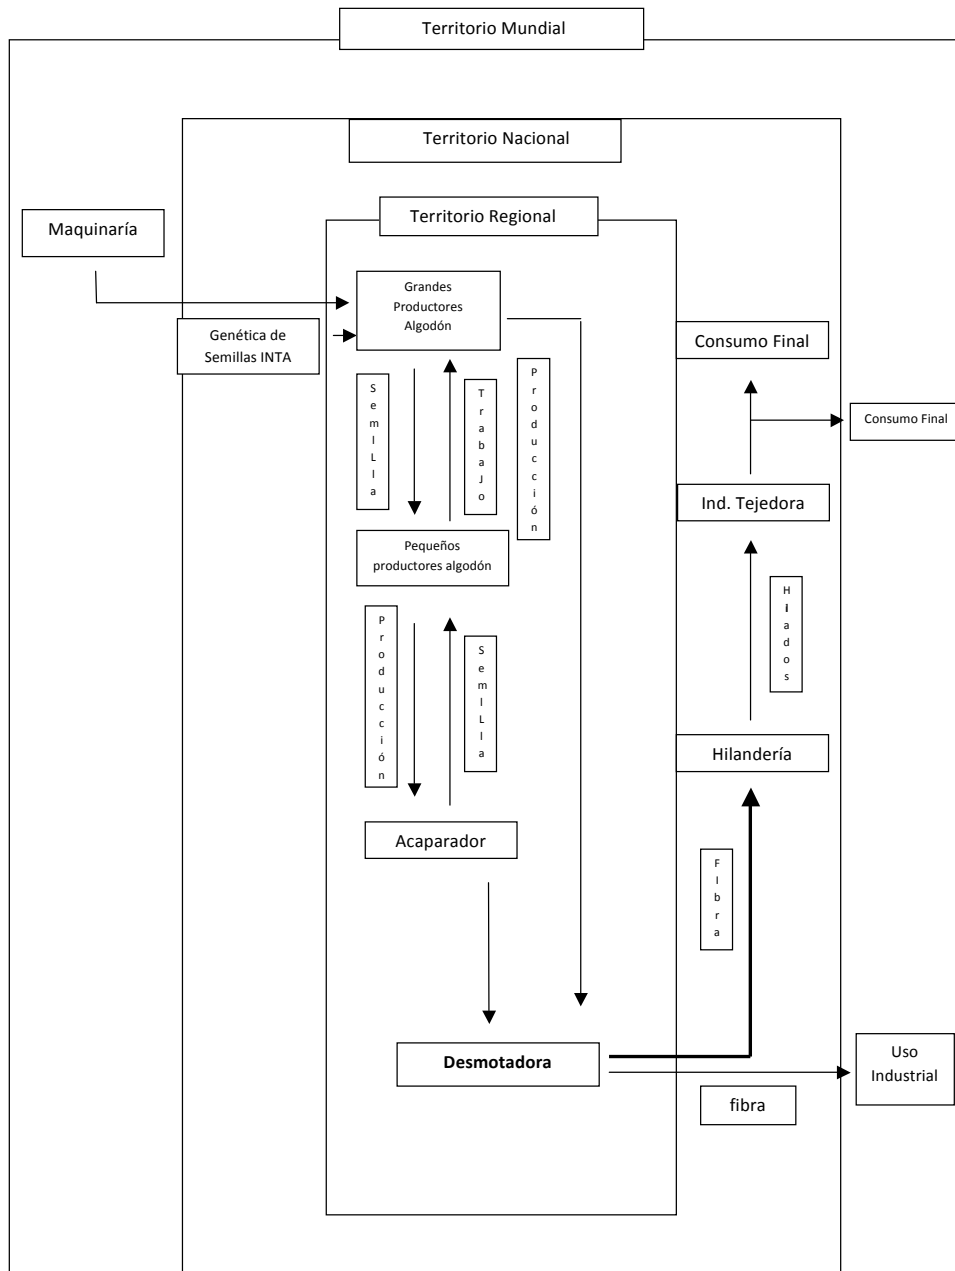 Territorio Mundial
Territorio Nacional
Territorio Regional
Maquinaría
Grandes
Productores
Algodón
Genética de
Semillas INTA
Consumo Final
Consumo Final
SemILla
TrabaJo
Producción
Ind. Tejedora
Pequeños
productores algodón
Hiados
Producción
SemILla
Hilandería
Acaparador
FIbra
Desmotadora
Uso
Industrial
fibra